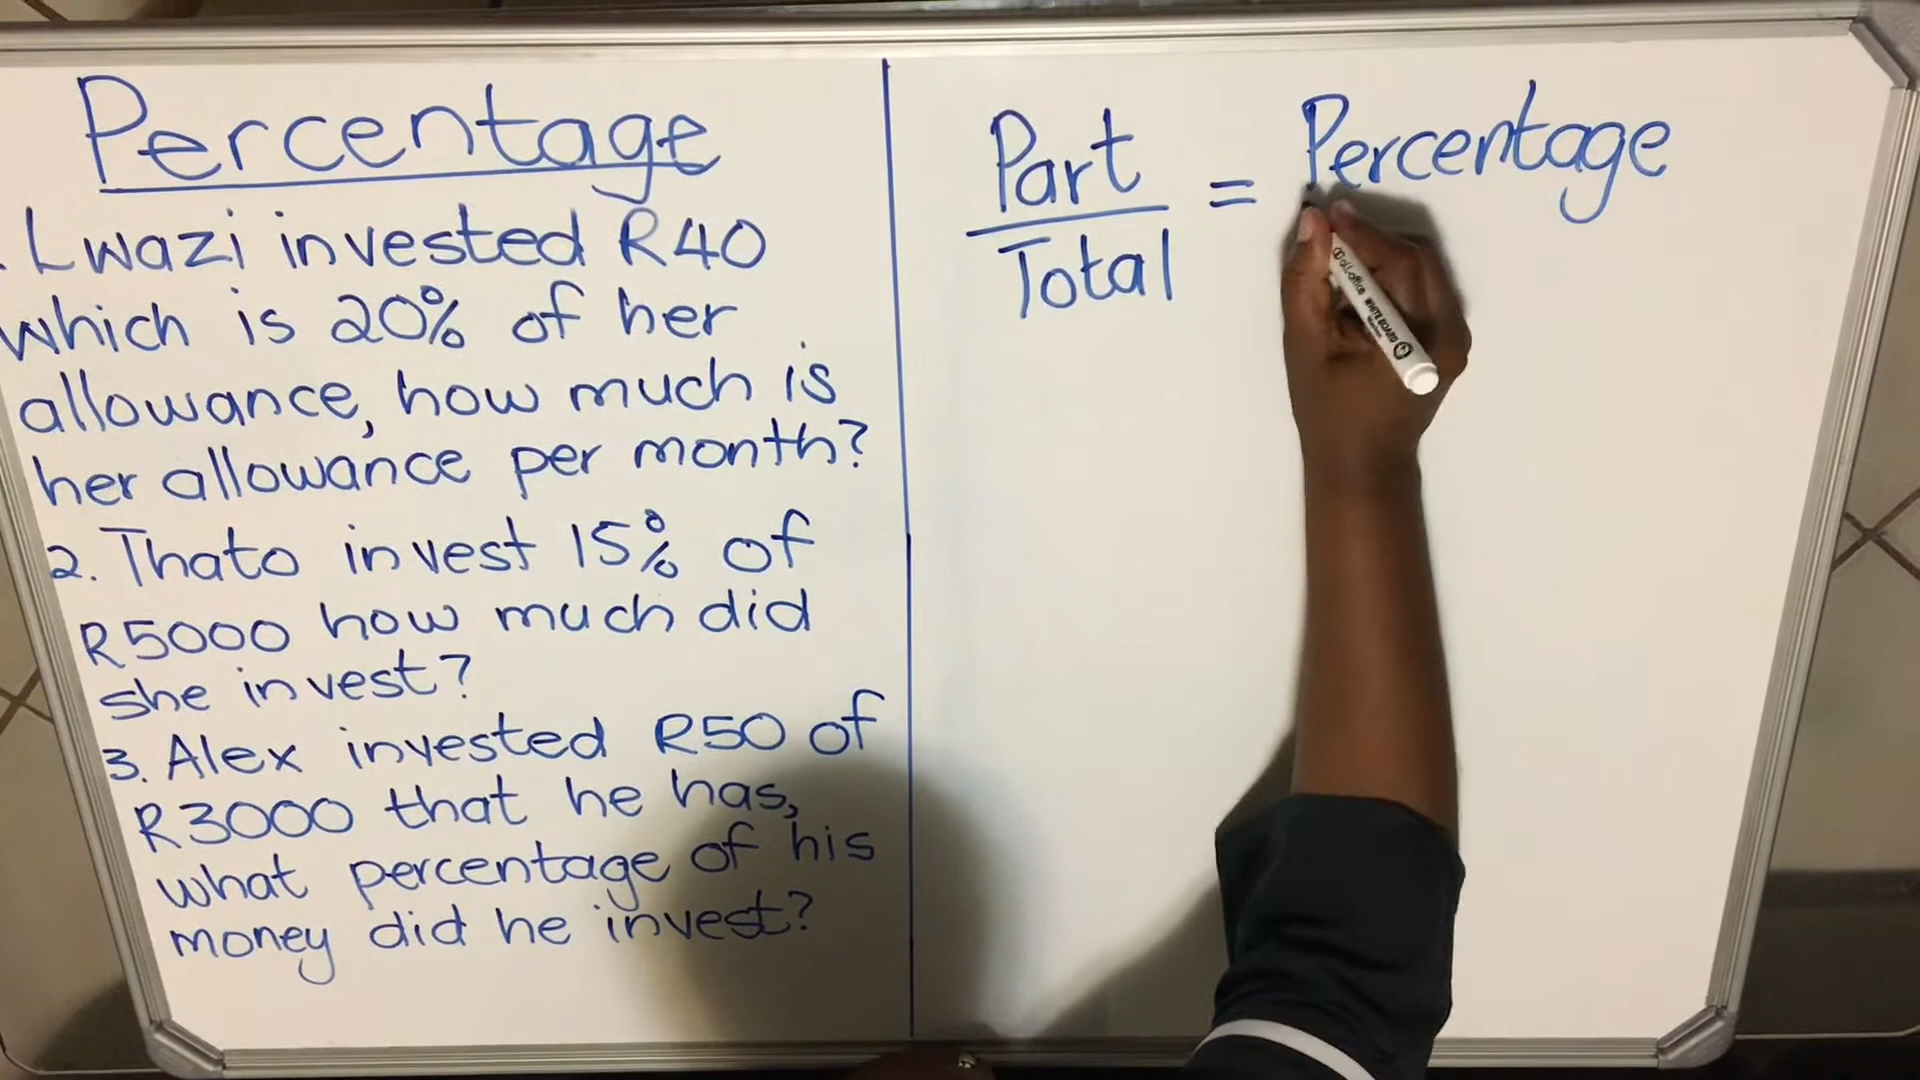 Percentage
. Lwazi invested R40
which is 20% of her
allowance, how much is
her allowance per month?
2. Thato invest 15% of
R5000 how much did
she invest?
3. Alex invested R50 of
R3000 that he has,
what percentage of his
money did he invest?
Part
Total
=
Percentage
WHITE BOARD